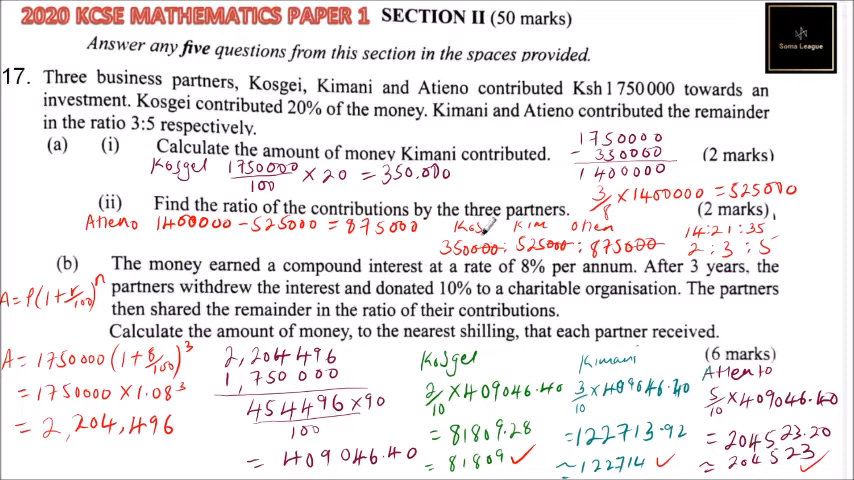 2020 KCSE MATHEMATICS PAPER 1 SECTION II (50 marks)
Soma League
Answer any five questions from this section in the spaces provided.
17. Three business partners, Kosgei, Kimani and Atieno contributed Ksh 1 750 000 towards an
investment. Kosgei contributed 20% of the money. Kimani and Atieno contributed the remainder
in the ratio 3:5 respectively.
(a) (i) Calculate the amount of money Kimani contributed. (2 marks)
Kosgei 1750000/100 × 20 = 350,000
1750000
- 350000
1400000
3/8 × 1400000 = 525000
(ii) Find the ratio of the contributions by the three partners. (2 marks)
Atieno 1400000 - 525000 = 875000
Kos Kim
350000 : 525000 : 875000
14:21:35
2 : 3 : 5
(b) The money earned a compound interest at a rate of 8% per annum. After 3 years, the
partners withdrew the interest and donated 10% to a charitable organisation. The partners
then shared the remainder in the ratio of their contributions.
Calculate the amount of money, to the nearest shilling, that each partner received.
(6 marks)
A = P(1 + r/100)^n
A = 1750000 (1 + 8/100)^3
= 1750000 × 1.08^3
= 2,204,496
2,204496
1,750000
454496 × 90
100
= 409046.40
Kosgei
2/10 × 409046.40
= 81809.28
= 81809 ✓
Kimani
3/10 × 409046.40
= 122713.92
≈ 122714 ✓
Atieno
5/10 × 409046.40
= 204523.20
≈ 204523 ✓